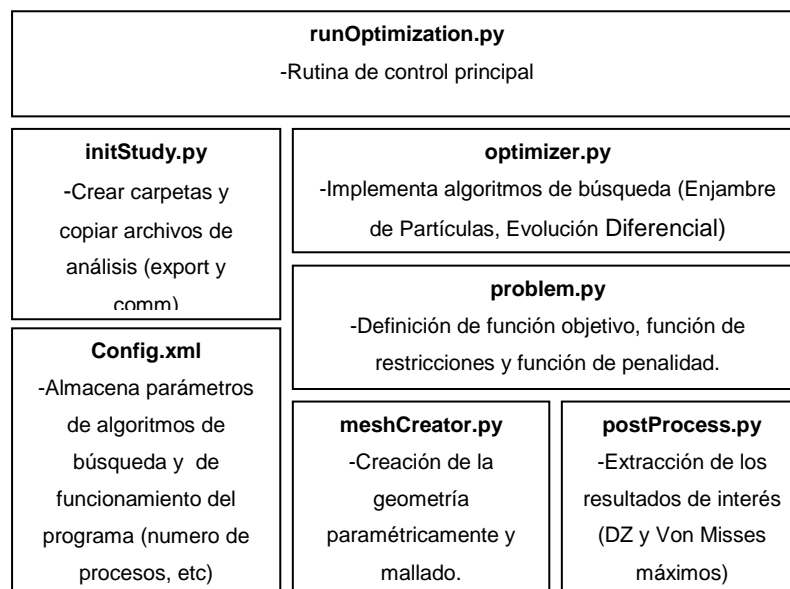 runOptimization.py
-Rutina de control principal
initStudy.py
-Crear carpetas y
copiar archivos de
análisis (export y
comm)
optimizer.py
-Implementa algoritmos de búsqueda (Enjambre
de Partículas, Evolución Diferencial)
problem.py
-Definición de función objetivo, función de
restricciones y función de penalidad.
Config.xml
-Almacena parámetros
de algoritmos de
búsqueda y de
funcionamiento del
programa (numero de
procesos, etc)
meshCreator.py
-Creación de la
geometría
paramétricamente y
mallado.
postProcess.py
-Extracción de los
resultados de interés
(DZ y Von Misses
máximos)